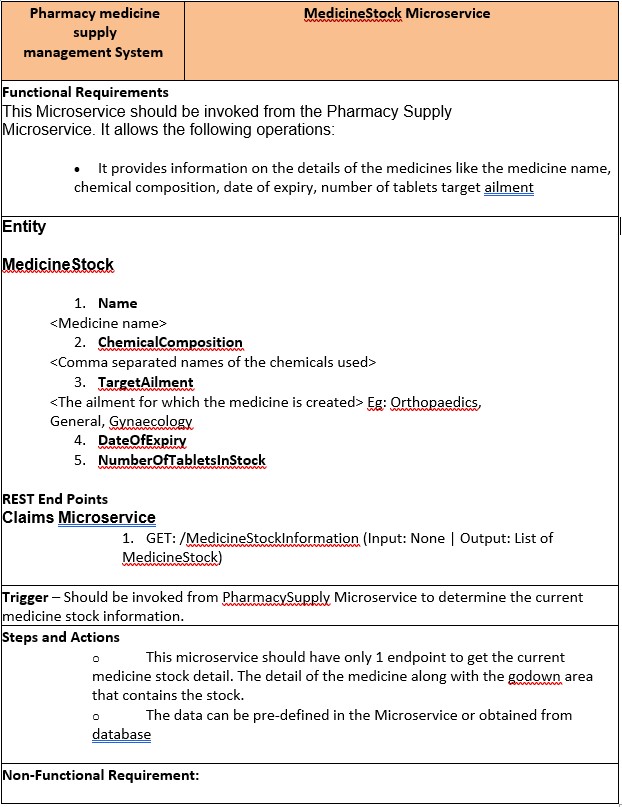 Pharmacy medicine
supply
management System
MedicineStock Microservice
Functional Requirements
This Microservice should be invoked from the Pharmacy Supply
Microservice. It allows the following operations:
• It provides information on the details of the medicines like the medicine name,
chemical composition, date of expiry, number of tablets target ailment
Entity
MedicineStock
1. Name
<Medicine name>
2. ChemicalComposition
<Comma separated names of the chemicals used>
3. TargetAilment
<The ailment for which the medicine is created> Eg: Orthopaedics,
General, Gynaecology
4. DateOfExpiry
5. NumberOfTabletsInStock
REST End Points
Claims Microservice
1. GET: /MedicineStockInformation (Input: None | Output: List of
MedicineStock)
Trigger – Should be invoked from PharmacySupply Microservice to determine the current
medicine stock information.
Steps and Actions
o This microservice should have only 1 endpoint to get the current
medicine stock detail. The detail of the medicine along with the godown area
that contains the stock.
o The data can be pre-defined in the Microservice or obtained from
database
Non-Functional Requirement: